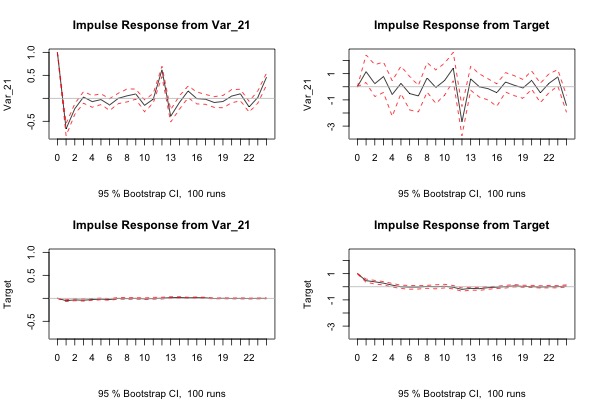 Impulse Response from Var_21
Var_21
1.0
0.5
-0.5
0 2 4 6 8 10 13 16 19 22
95 % Bootstrap CI, 100 runs
Impulse Response from Target
Var_21
1
-1
-3
0 2 4 6 8 10 13 16 19 22
95 % Bootstrap CI, 100 runs
Impulse Response from Var_21
Target
1.0
0.5
-0.5
0 2 4 6 8 10 13 16 19 22
95 % Bootstrap CI, 100 runs
Impulse Response from Target
Target
1
-1
-3
0 2 4 6 8 10 13 16 19 22
95 % Bootstrap CI, 100 runs